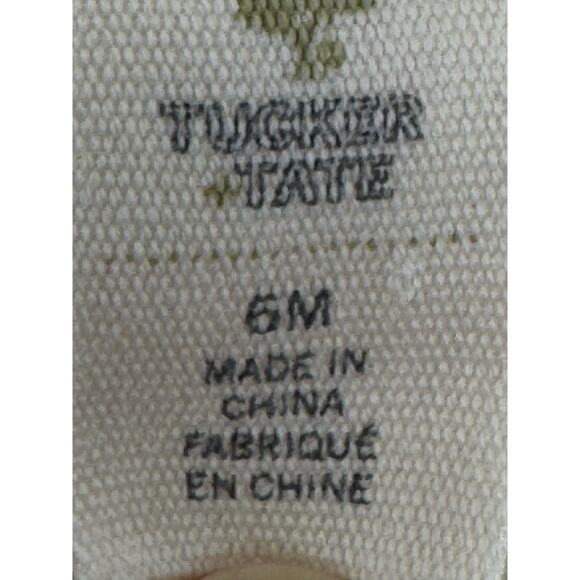 TUCKER
+TATE
6M
MADE IN
CHINA
FABRIQUÉ
EN CHINE